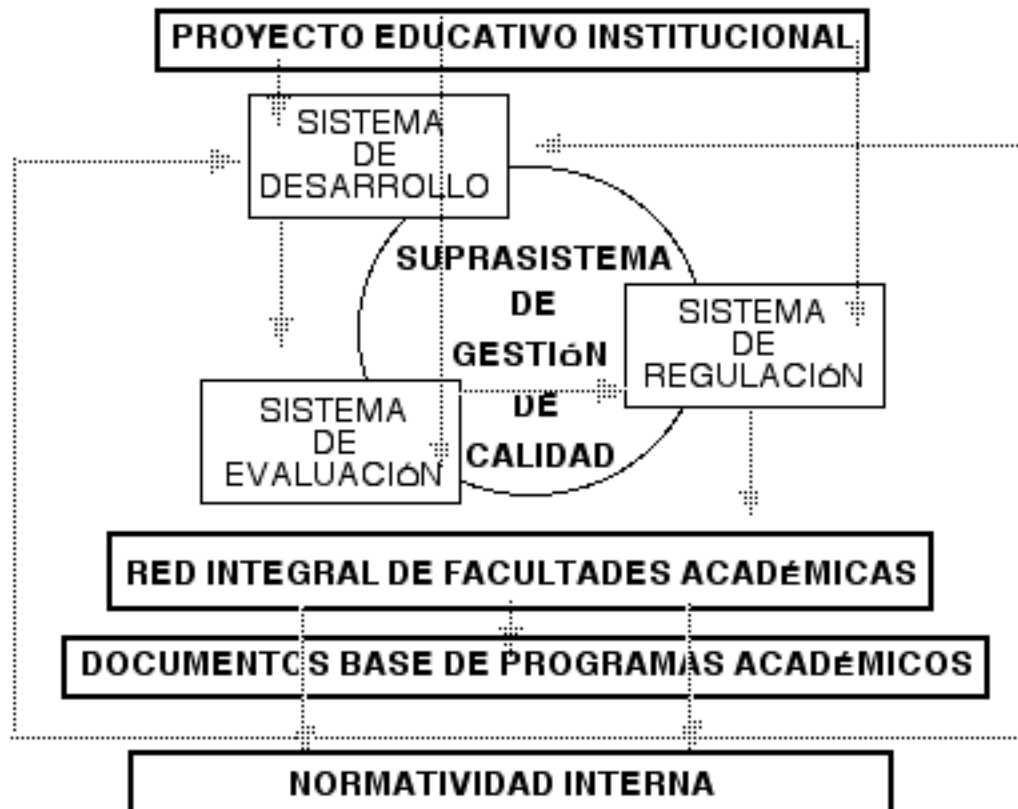 PROYECTO EDUCATIVO INSTITUCIONAL
SISTEMA
DE
DESARROLLO
SUPRASISTEMA
DE
GESTIóN
DE
CALIDAD
SISTEMA
DE
REGULACIóN
SISTEMA
DE
EVALUACIóN
RED INTEGRAL DE FACULTADES ACADéMICAS
DOCUMENTOS BASE DE PROGRAMAS ACADéMICOS
NORMATIVIDAD INTERNA